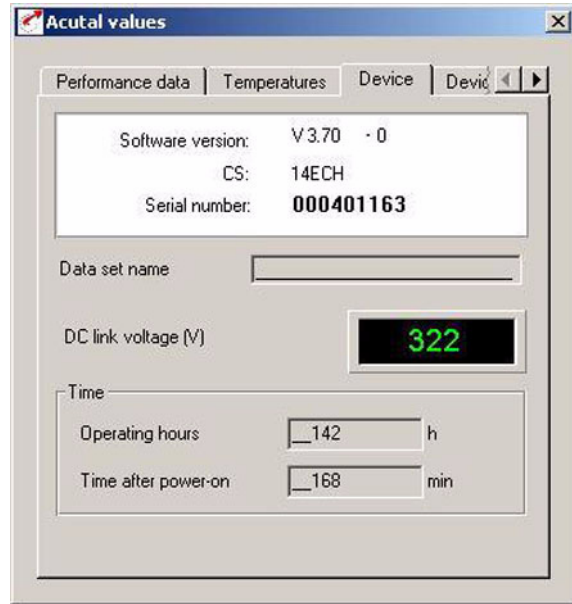 Acutal values
Performance data Temperatures Device Devic
Software version: V 3.70 - 0
CS: 14ECH
Serial number: 000401163
Data set name ____________________
DC link voltage (V) 322
Time
Operating hours __142 h
Time after power-on __168 min